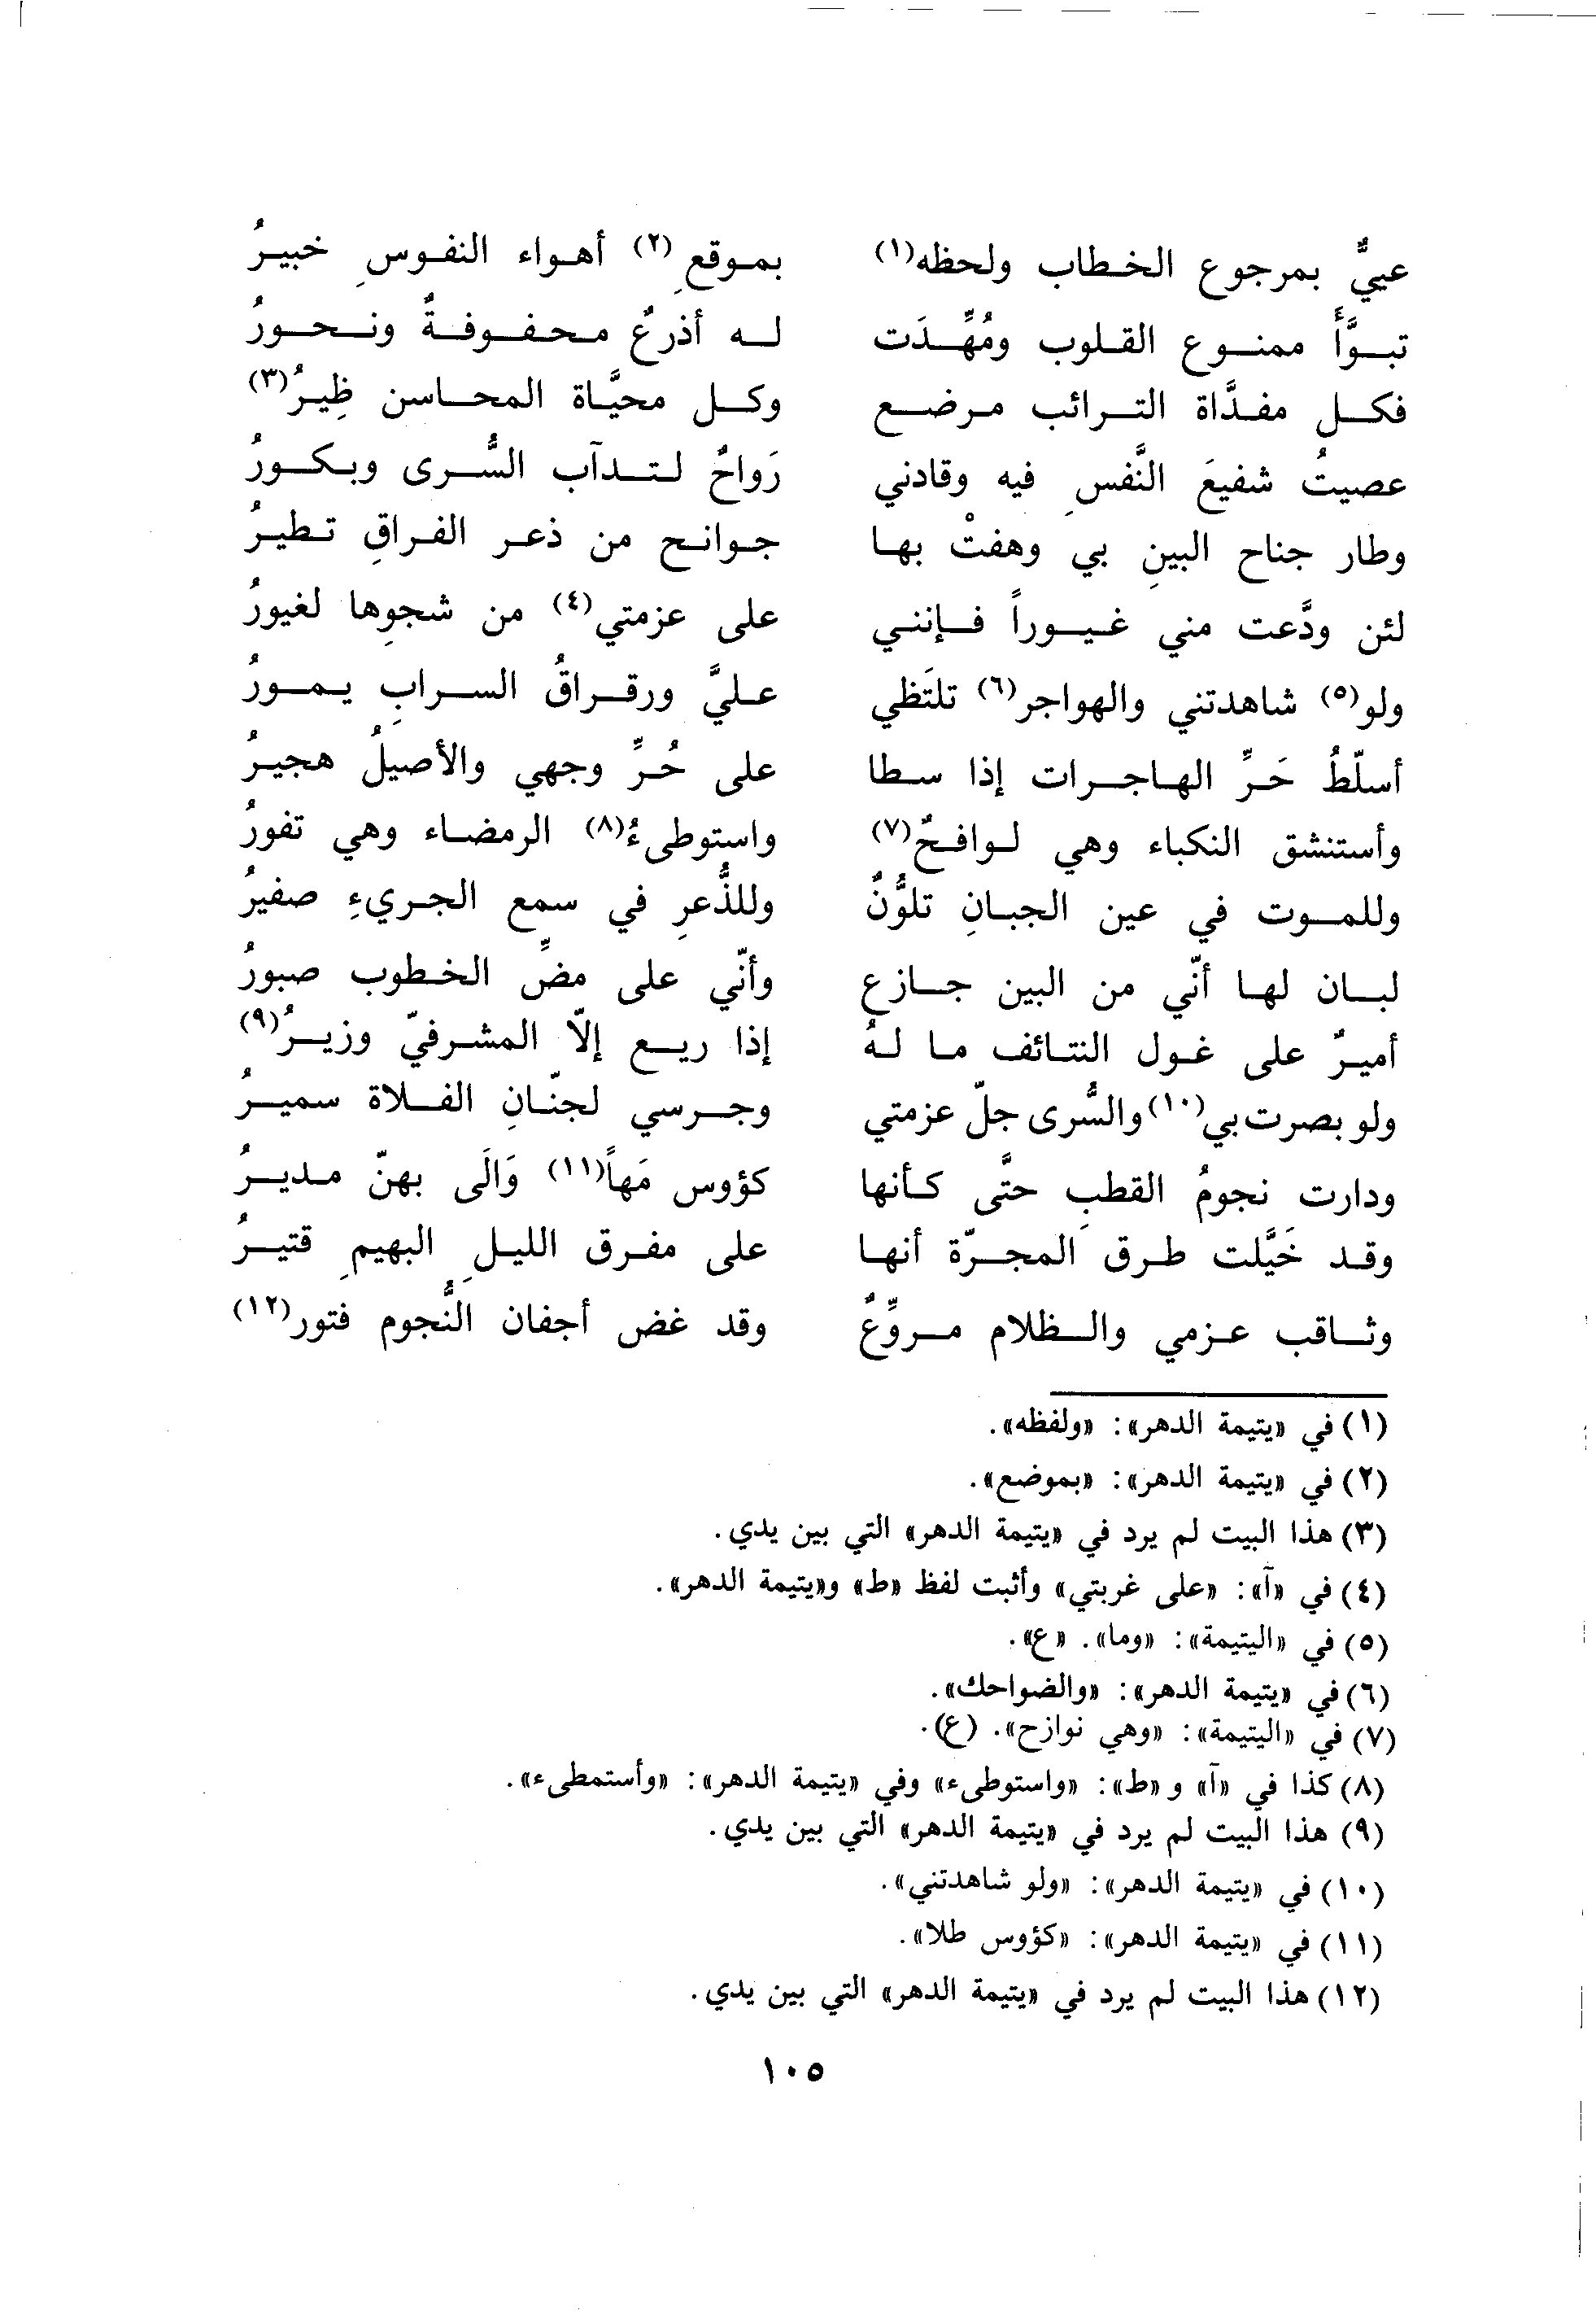 عييٌّ بمرجوع الخطاب ولحظه(١) بموقعِ(٢) أهواء النفوسِ خبيرُ
تبوَّأَ ممنوع القلوب ومُهِّدَت له أذرعٌ محفوفةٌ ونحورُ
فكل مفدَّاة الترائب مرضع وكل محيَّاة المحاسن ظِيرُ(٣)
عصيتُ شفيعَ النَّفسِ فيه وقادني رَواحٌ لتدآب السُّرى وبكورُ
وطار جناح البينِ بي وهفتْ بها جوانح من ذعر الفراقِ تطيرُ
لئن ودَّعت مني غيوراً فإنني على عزمتي(٤) من شجوِها لغيورُ
ولو(٥) شاهدتني والهواجر(٦) تلتَظي عليَّ ورقراقُ السرابِ يمورُ
أسلّطُ حَرِّ الهاجرات إذا سطا على حُرِّ وجهي والأصيلُ هجيرُ
وأستنشق النكباء وهي لوافحٌ(٧) واستوطىءُ(٨) الرمضاء وهي تفورُ
وللموت في عين الجبانِ تلوُّنٌ وللذُّعرِ في سمع الجريءِ صفيرُ
لبان لها أنّي من البين جازع وأنّي على مضِّ الخطوب صبورُ
أميرٌ على غول النتائف ما لهُ إذا ريع إلّا المشرفيّ وزيرُ(٩)
ولو بصرت بي(١٠) والسُّرى جلّ عزمتي وجرسي لجنّانِ الفلاة سميرُ
ودارت نجومُ القطبِ حتَّى كأنها كؤوس مَهاً(١١) وَالَى بهنّ مديرُ
وقد خَيَّلت طرق المجرّة أنها على مفرق الليلِ البهيمِ قتيرُ
وثاقب عزمي والظلام مروِّعٌ وقد غض أجفان النُّجوم فتور(١٢)
(١) في «يتيمة الدهر»: «ولفظه».
(٢) في «يتيمة الدهر»: «بموضع».
(٣) هذا البيت لم يرد في «يتيمة الدهر» التي بين يدي.
(٤) في «آ»: «على غربتي» وأثبت لفظ «ط» و«يتيمة الدهر».
(٥) في «اليتيمة»: «وما». «ع».
(٦) في «يتيمة الدهر»: «والضواحك».
(٧) في «اليتيمة»: «وهي نوازح». (ع).
(٨) كذا في «آ» و «ط»: «واستوطىء» وفي «يتيمة الدهر»: «وأستمطىء».
(٩) هذا البيت لم يرد في «يتيمة الدهر» التي بين يدي.
(١٠) في «يتيمة الدهر»: «ولو شاهدتني».
(١١) في «يتيمة الدهر»: «كؤوس طلا».
(١٢) هذا البيت لم يرد في «يتيمة الدهر» التي بين يدي.
١٠٥